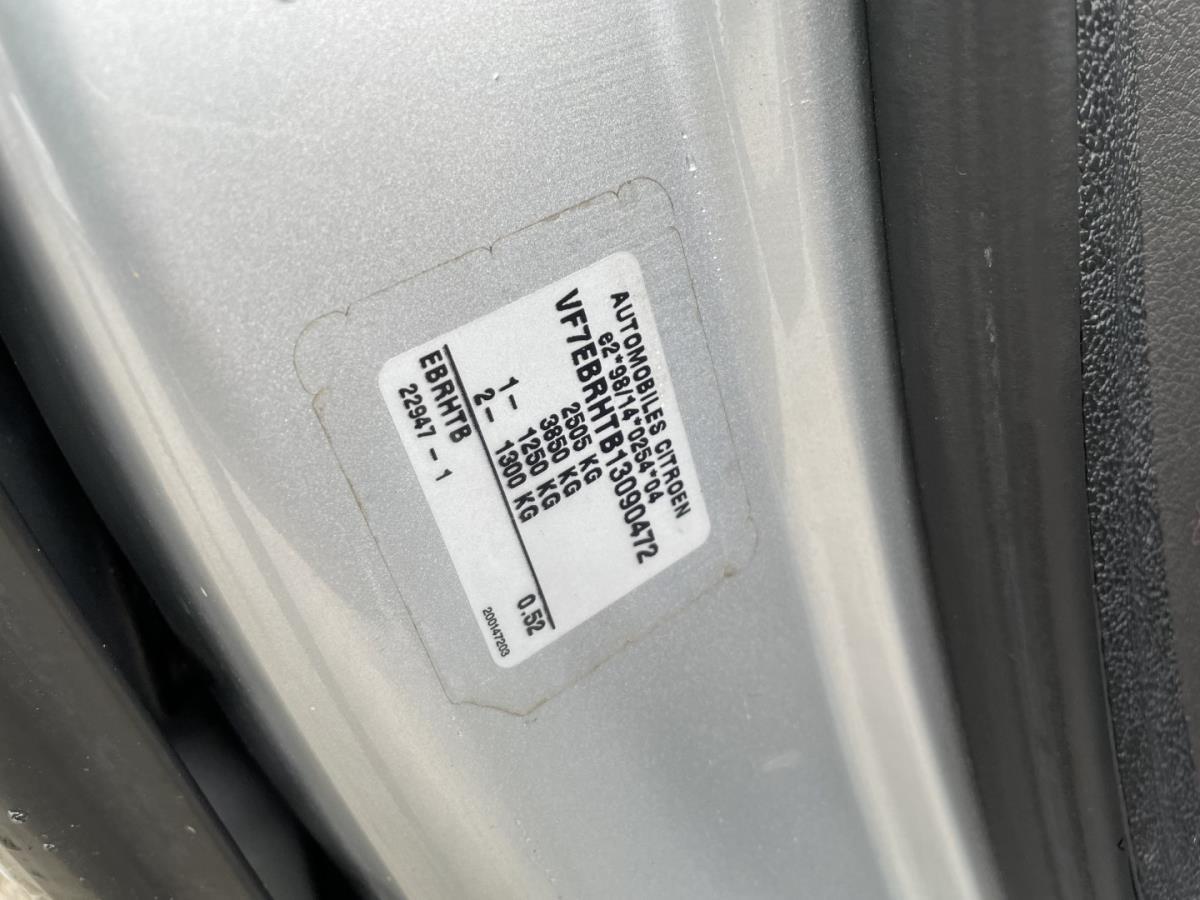 AUTOMOBILES CITROEN
e2*98/14*0254*04
VF7EBRHTB13090472
2505 KG
3850 KG
1- 1250 KG
2- 1300 KG
EBRHTB 0.52
22947 - 1
200147203